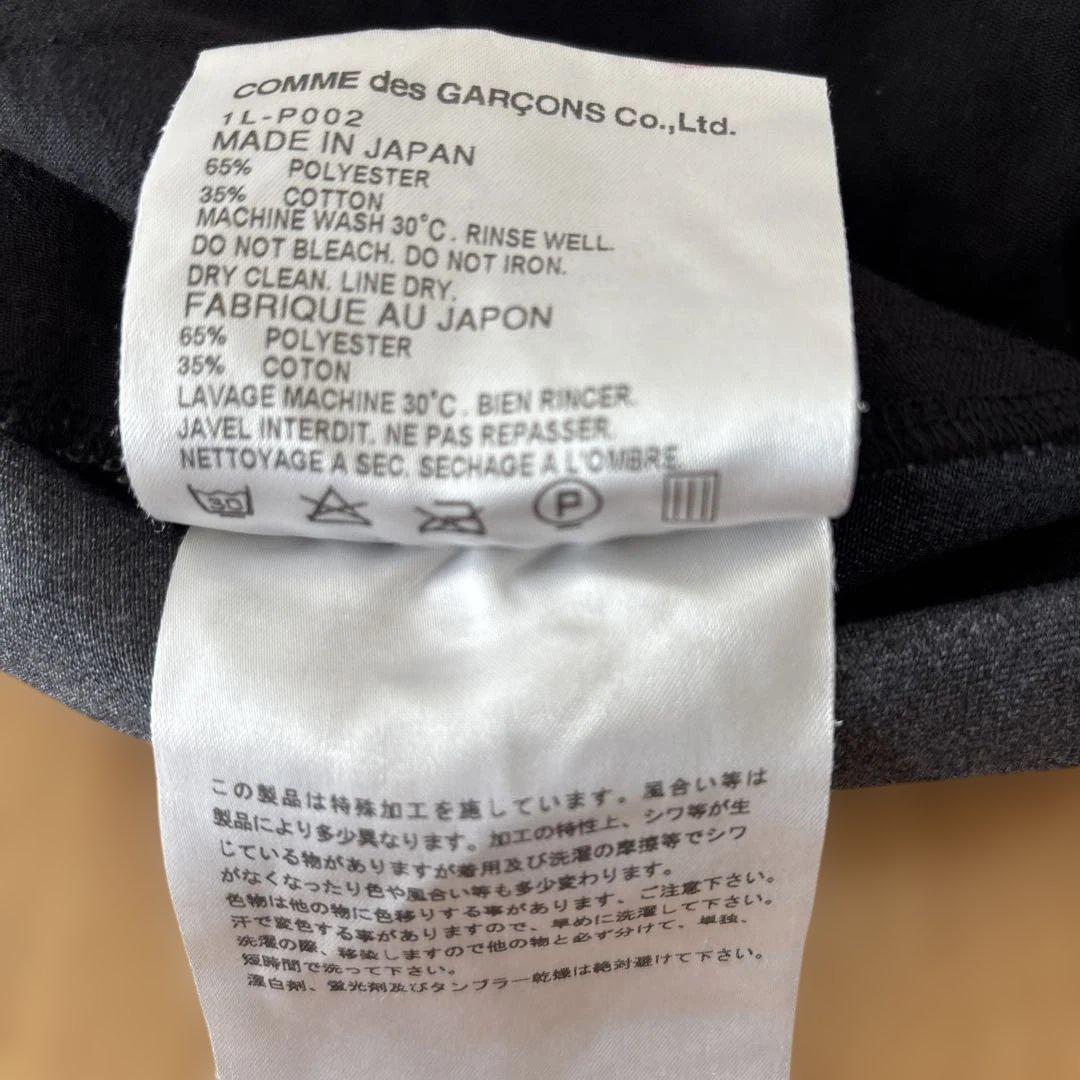 COMME des GARÇONS Co.,Ltd.
1L-P002
MADE IN JAPAN
65% POLYESTER
35% COTTON
MACHINE WASH 30°C. RINSE WELL.
DO NOT BLEACH. DO NOT IRON.
DRY CLEAN. LINE DRY.
FABRIQUE AU JAPON
65% POLYESTER
35% COTON
LAVAGE MACHINE 30°C. BIEN RINCER.
JAVEL INTERDIT. NE PAS REPASSER.
NETTOYAGE A SEC. SECHAGE A L'OMBRE.
30 P
この製品は特殊加工を施しています。風合い等は
製品により多少異なります。加工の特性上、シワ等が生
じている物がありますが着用及び洗濯の摩擦等でシワ
がなくなったり色や風合い等も多少変わります。
色物は他の物に色移りする事があります、ご注意下さい。
汗で変色する事がありますので、早めに洗濯して下さい。
洗濯の際、移染しますので他の物と必ず分けて、単独、
短時間で洗って下さい。
漂白剤、蛍光剤及びタンブラー乾燥は絶対避けて下さい。